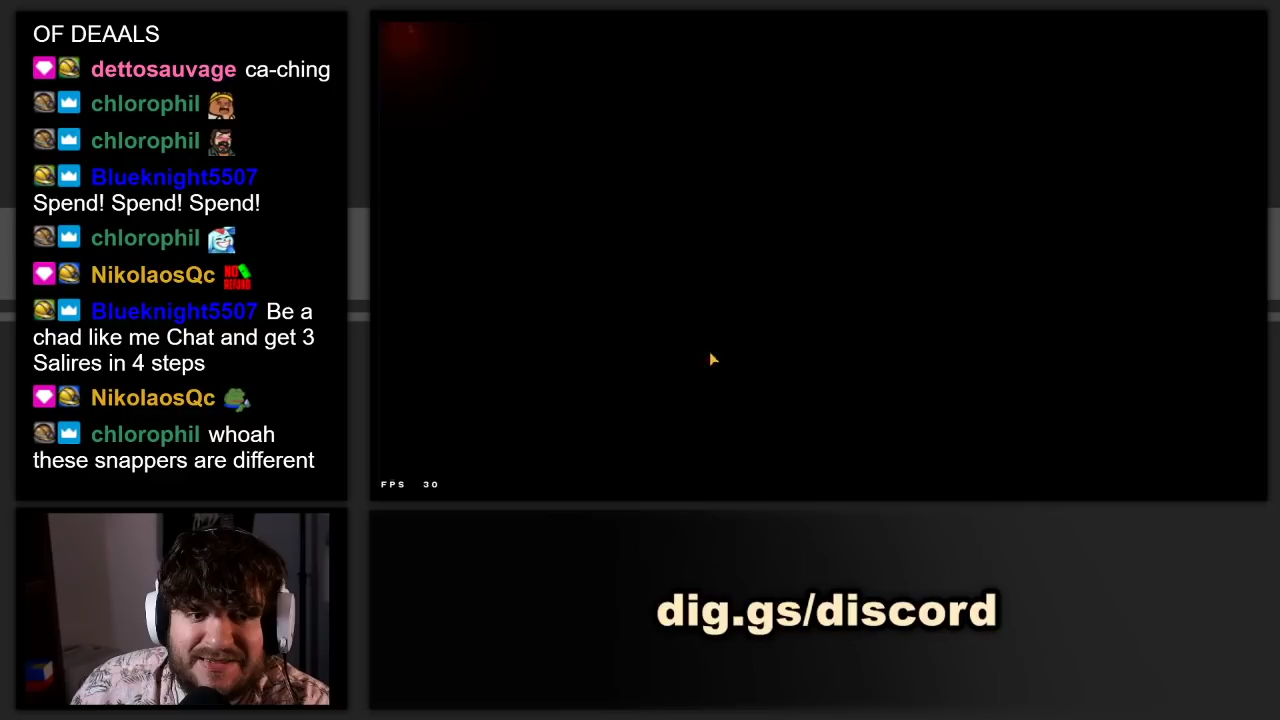 OF DEAALS
dettosauvage ca-ching
chlorophil
chlorophil
Blueknight5507
Spend! Spend! Spend!
chlorophil
NikolaosQc NO REFUND
Blueknight5507 Be a
chad like me Chat and get 3
Salires in 4 steps
NikolaosQc
chlorophil whoah
these snappers are different
FPS 30
dig.gs/discord